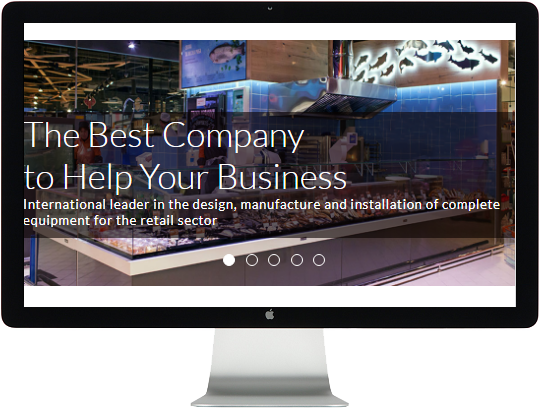 The Best Company
to Help Your Business
International leader in the design, manufacture and installation of complete
equipment for the retail sector